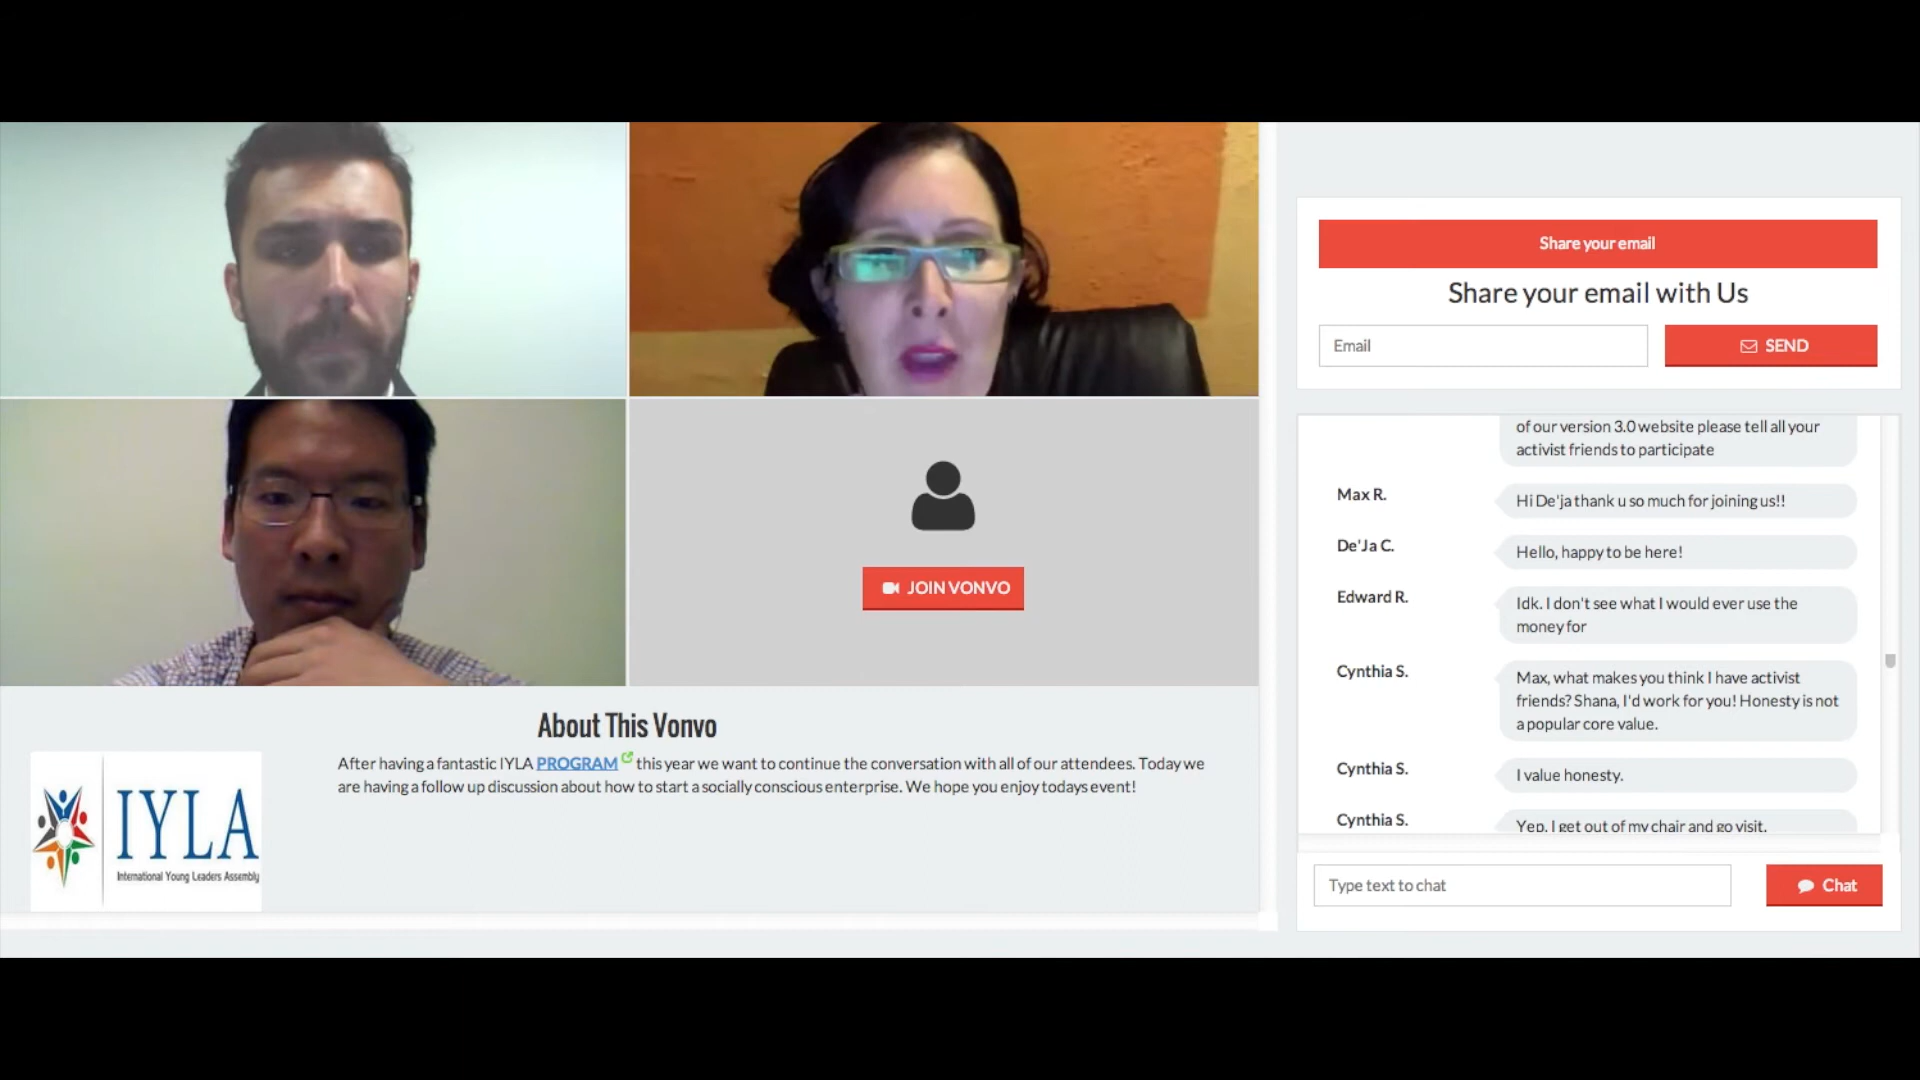 Share your email
Share your email with Us
Email
SEND
of our version 3.0 website please tell all your
activist friends to participate
Max R.
Hi De'ja thank u so much for joining us!!
De'Ja C.
Hello, happy to be here!
Edward R.
Idk. I don't see what I would ever use the
money for
Cynthia S.
Max, what makes you think I have activist
friends? Shana, I'd work for you! Honesty is not
a popular core value.
Cynthia S.
I value honesty.
Cynthia S.
Yep. I get out of my chair and go visit.
Type text to chat
Chat
JOIN VONVO
About This Vonvo
After having a fantastic IYLA PROGRAM this year we want to continue the conversation with all of our attendees. Today we
are having a follow up discussion about how to start a socially conscious enterprise. We hope you enjoy todays event!
IYLA
International Young Leaders Assembly